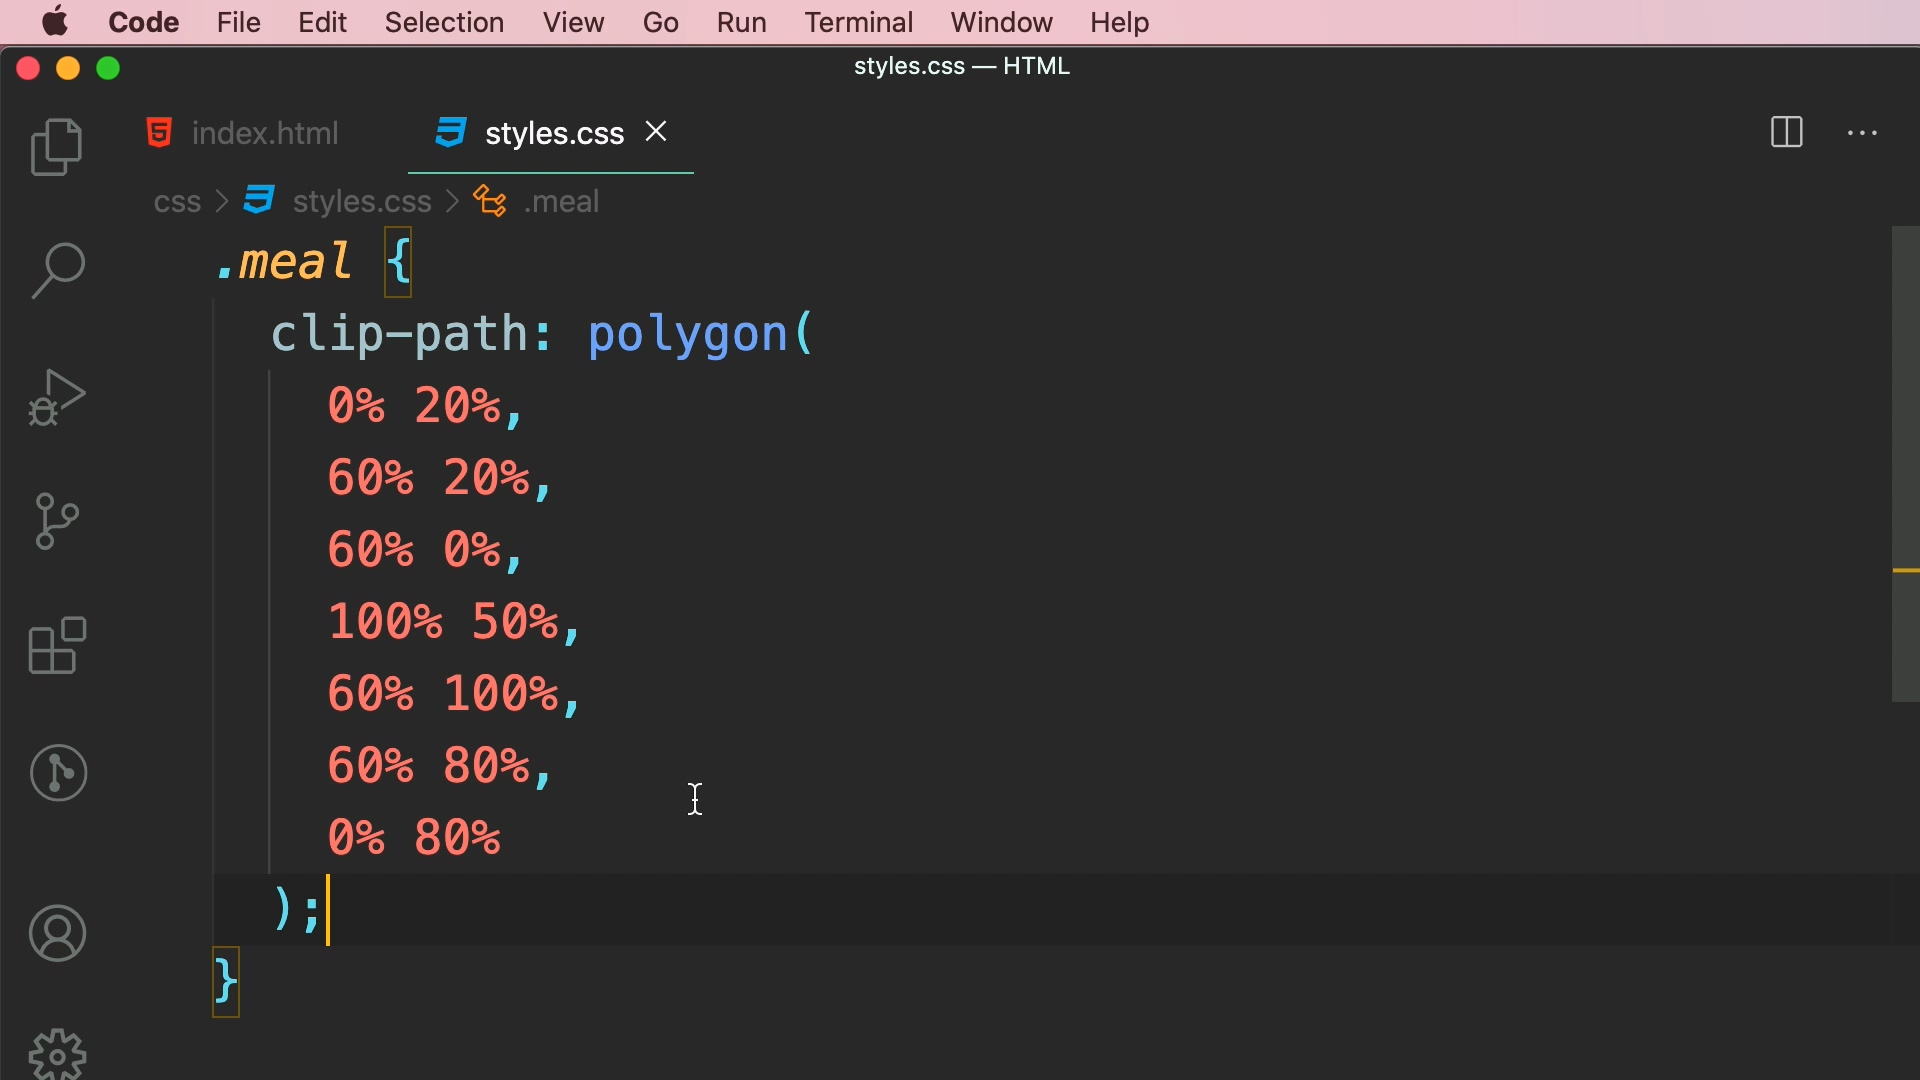 Code File Edit Selection View Go Run Terminal Window Help
styles.css — HTML
index.html styles.css
css > styles.css > .meal
.meal {
clip-path: polygon(
0% 20%,
60% 20%,
60% 0%,
100% 50%,
60% 100%,
60% 80%,
0% 80%
);
}